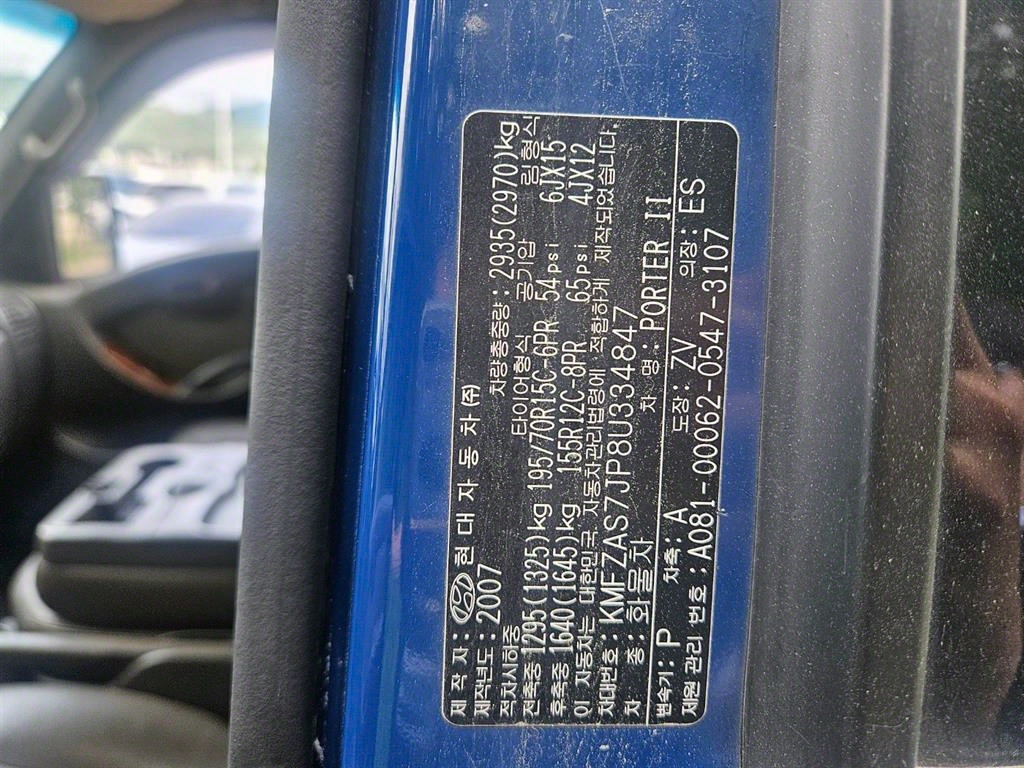 제 작 자 : 현 대 자 동 차 (주)
제작년도 : 2007 차량총중량 : 2935(2970)kg
적차시하중 타이어형식 공기압 림형식
전축중 1295(1325)kg 195/70R15C-6PR 54psi 6JX15
후축중 1640(1645)kg 155R12C-8PR 65psi 4JX12
이 자동차는 대한민국 자동차관리법령에 적합하게 제작되었습니다.
차대번호 : KMFZAS7JP8U334847
차 종 : 화물차 차 명 : PORTER II
변속기 : P 차축 : A 도장 : ZV 의장 : ES
제원 관리 번호 : A081-00062-0547-3107